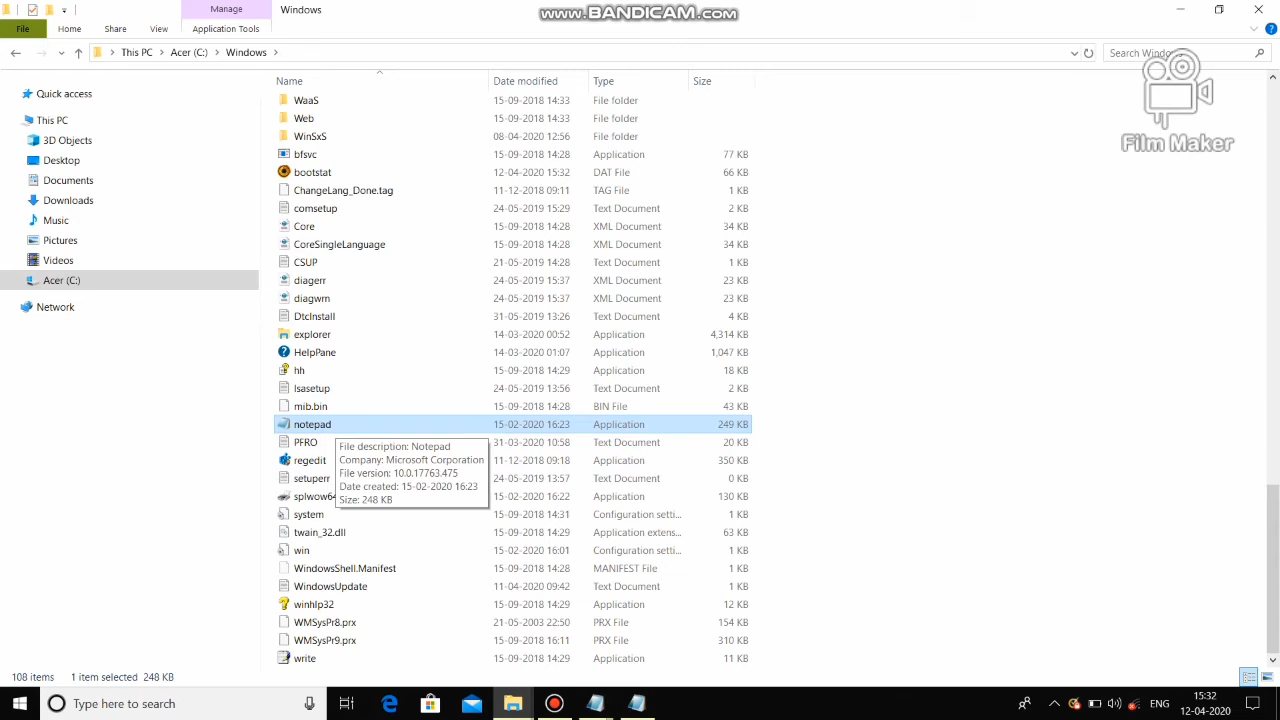 Manage
Windows
www.BANDICAM.com
File Home Share View Application Tools
This PC Acer (C:) Windows
Search Windows
Film Maker
Quick access
This PC
3D Objects
Desktop
Documents
Downloads
Music
Pictures
Videos
Acer (C:)
Network
Name Date modified Type Size
WaaS 15-09-2018 14:33 File folder
Web 15-09-2018 14:33 File folder
WinSxS 08-04-2020 12:56 File folder
bfsvc 15-09-2018 14:28 Application 77 KB
bootstat 12-04-2020 15:32 DAT File 66 KB
ChangeLang_Done.tag 11-12-2018 09:11 TAG File 1 KB
comsetup 24-05-2019 15:29 Text Document 2 KB
Core 15-09-2018 14:28 XML Document 34 KB
CoreSingleLanguage 15-09-2018 14:28 XML Document 34 KB
CSUP 21-05-2019 14:28 Text Document 1 KB
diagerr 24-05-2019 15:37 XML Document 23 KB
diagwrn 24-05-2019 15:37 XML Document 23 KB
DtcInstall 31-05-2019 13:26 Text Document 4 KB
explorer 14-03-2020 00:52 Application 4,314 KB
HelpPane 14-03-2020 01:07 Application 1,047 KB
hh 15-09-2018 14:29 Application 18 KB
lsasetup 24-05-2019 13:56 Text Document 2 KB
mib.bin 15-09-2018 14:28 BIN File 43 KB
notepad 15-02-2020 16:23 Application 249 KB
PFRO 31-03-2020 10:58 Text Document 20 KB
regedit 11-12-2018 09:18 Application 350 KB
setuperr 24-05-2019 13:57 Text Document 0 KB
splwow64 15-02-2020 16:22 Application 130 KB
system 15-09-2018 14:31 Configuration setti... 1 KB
twain_32.dll 15-09-2018 14:29 Application extens... 63 KB
win 15-02-2020 16:01 Configuration setti... 1 KB
WindowsShell.Manifest 15-09-2018 14:28 MANIFEST File 1 KB
WindowsUpdate 11-04-2020 09:42 Text Document 1 KB
winhlp32 15-09-2018 14:29 Application 12 KB
WMSysPr8.prx 21-05-2003 22:50 PRX File 154 KB
WMSysPr9.prx 15-09-2018 16:11 PRX File 310 KB
write 15-09-2018 14:29 Application 11 KB
File description: Notepad
Company: Microsoft Corporation
File version: 10.0.17763.475
Date created: 15-02-2020 16:23
Size: 248 KB
108 items 1 item selected 248 KB
Type here to search
ENG
15:32
12-04-2020